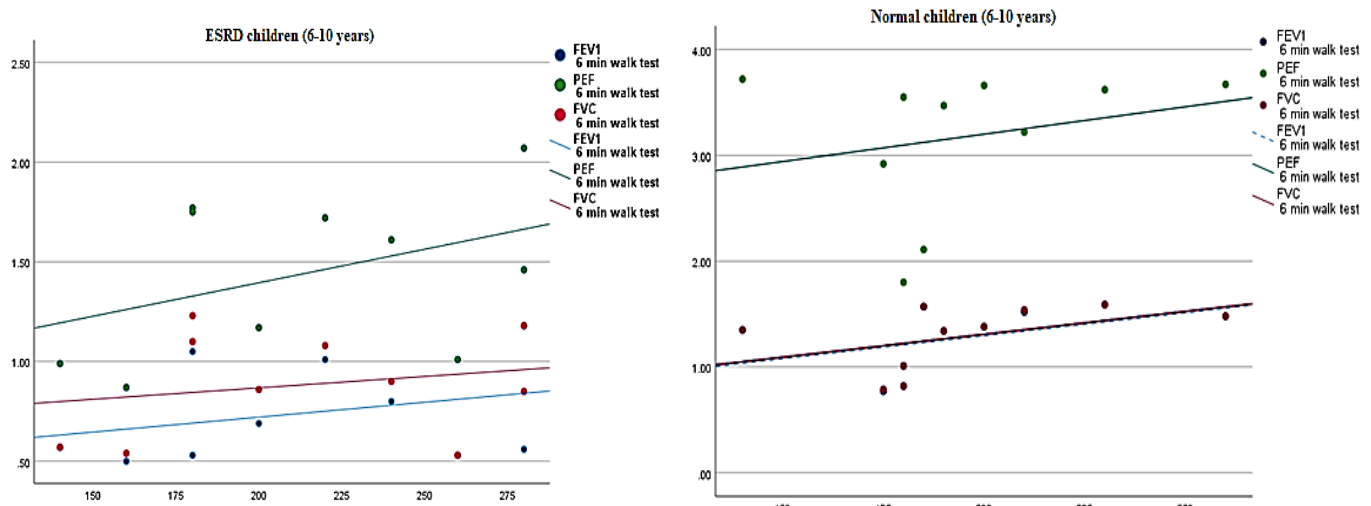 ESRD children (6-10 years)
FEV1
6 min walk test
PEF
6 min walk test
FVC
6 min walk test
FEV1
6 min walk test
PEF
6 min walk test
FVC
6 min walk test
2.50
2.00
1.50
1.00
.50
150
175
200
225
250
275
Normal children (6-10 years)
FEV1
6 min walk test
PEF
6 min walk test
FVC
6 min walk test
FEV1
6 min walk test
PEF
6 min walk test
FVC
6 min walk test
4.00
3.00
2.00
1.00
.00